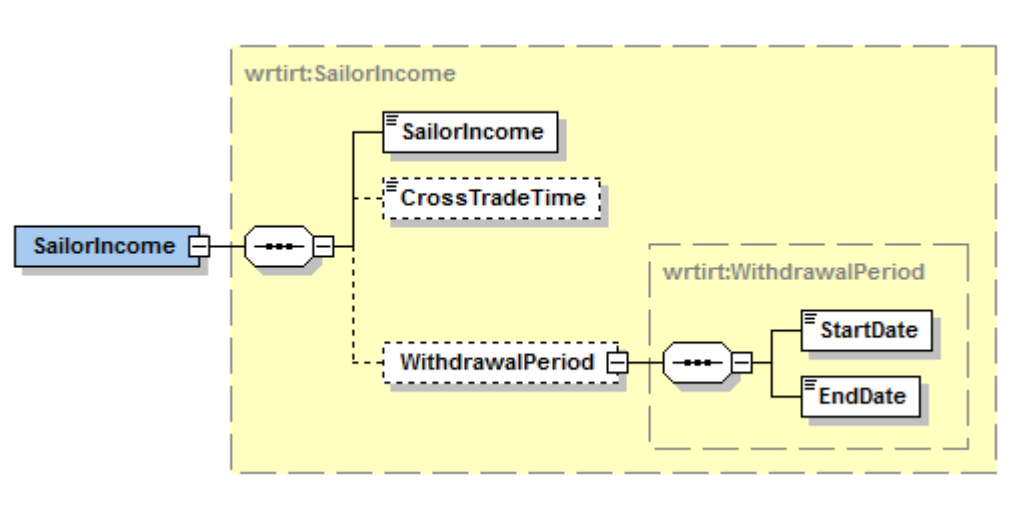 wrtirt:SailorIncome
SailorIncome
CrossTradeTime
SailorIncome
wrtirt:WithdrawalPeriod
StartDate
WithdrawalPeriod
EndDate